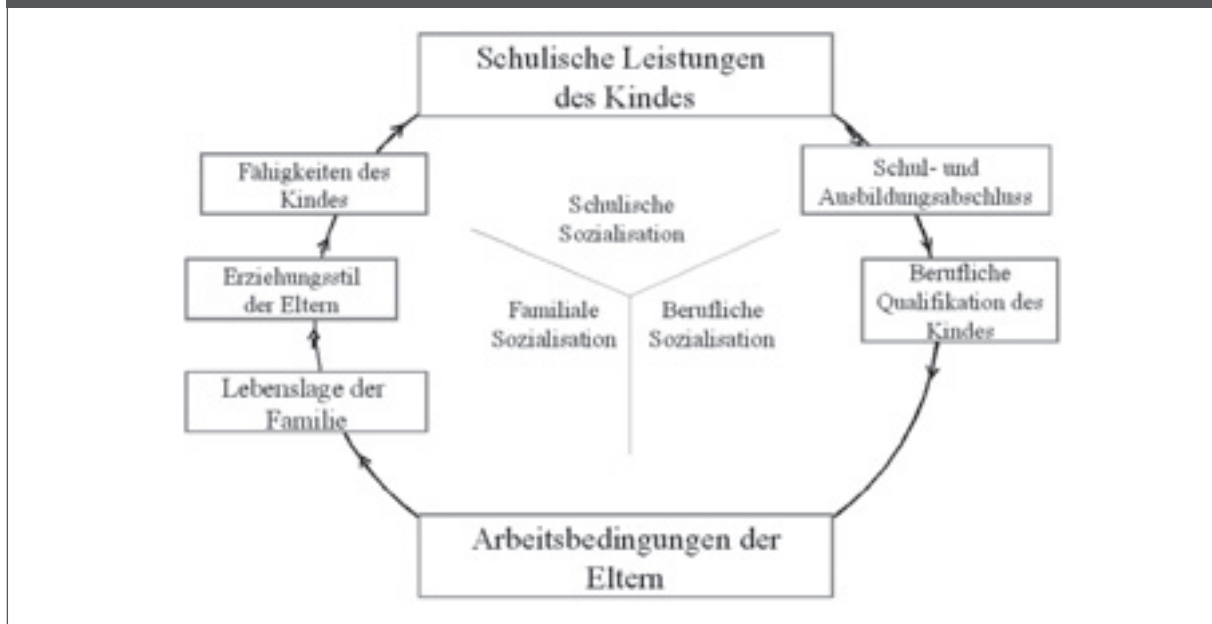 Schulische Leistungen
des Kindes
Fähigkeiten des
Kindes
Schul- und
Ausbildungsabschluss
Schulische
Sozialisation
Erziehungsstil
der Eltern
Berufliche
Qualifikation des
Kindes
Familiale
Sozialisation
Berufliche
Sozialisation
Lebenslage der
Familie
Arbeitsbedingungen der
Eltern